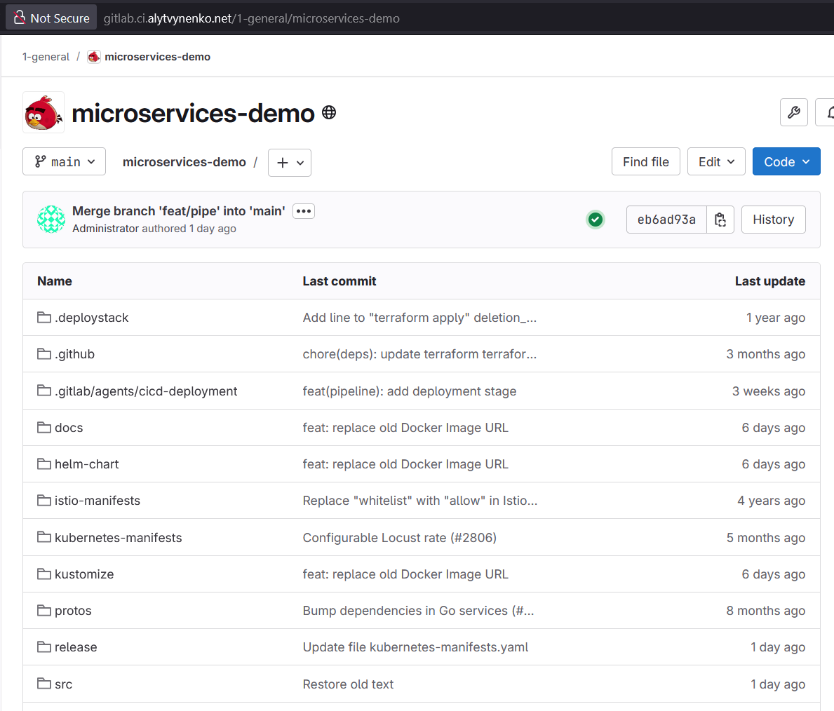 Not Secure gitlab.ci.alytvynenko.net/1-general/microservices-demo
1-general / microservices-demo
microservices-demo
main microservices-demo / + Find file Edit Code
Merge branch 'feat/pipe' into 'main' •••
Administrator authored 1 day ago
eb6ad93a History
Name Last commit Last update
.deploystack Add line to "terraform apply" deletion_... 1 year ago
.github chore(deps): update terraform terrafor... 3 months ago
.gitlab/agents/cicd-deployment feat(pipeline): add deployment stage 3 weeks ago
docs feat: replace old Docker Image URL 6 days ago
helm-chart feat: replace old Docker Image URL 6 days ago
istio-manifests Replace "whitelist" with "allow" in Istio... 4 years ago
kubernetes-manifests Configurable Locust rate (#2806) 5 months ago
kustomize feat: replace old Docker Image URL 6 days ago
protos Bump dependencies in Go services (#... 8 months ago
release Update file kubernetes-manifests.yaml 1 day ago
src Restore old text 1 day ago